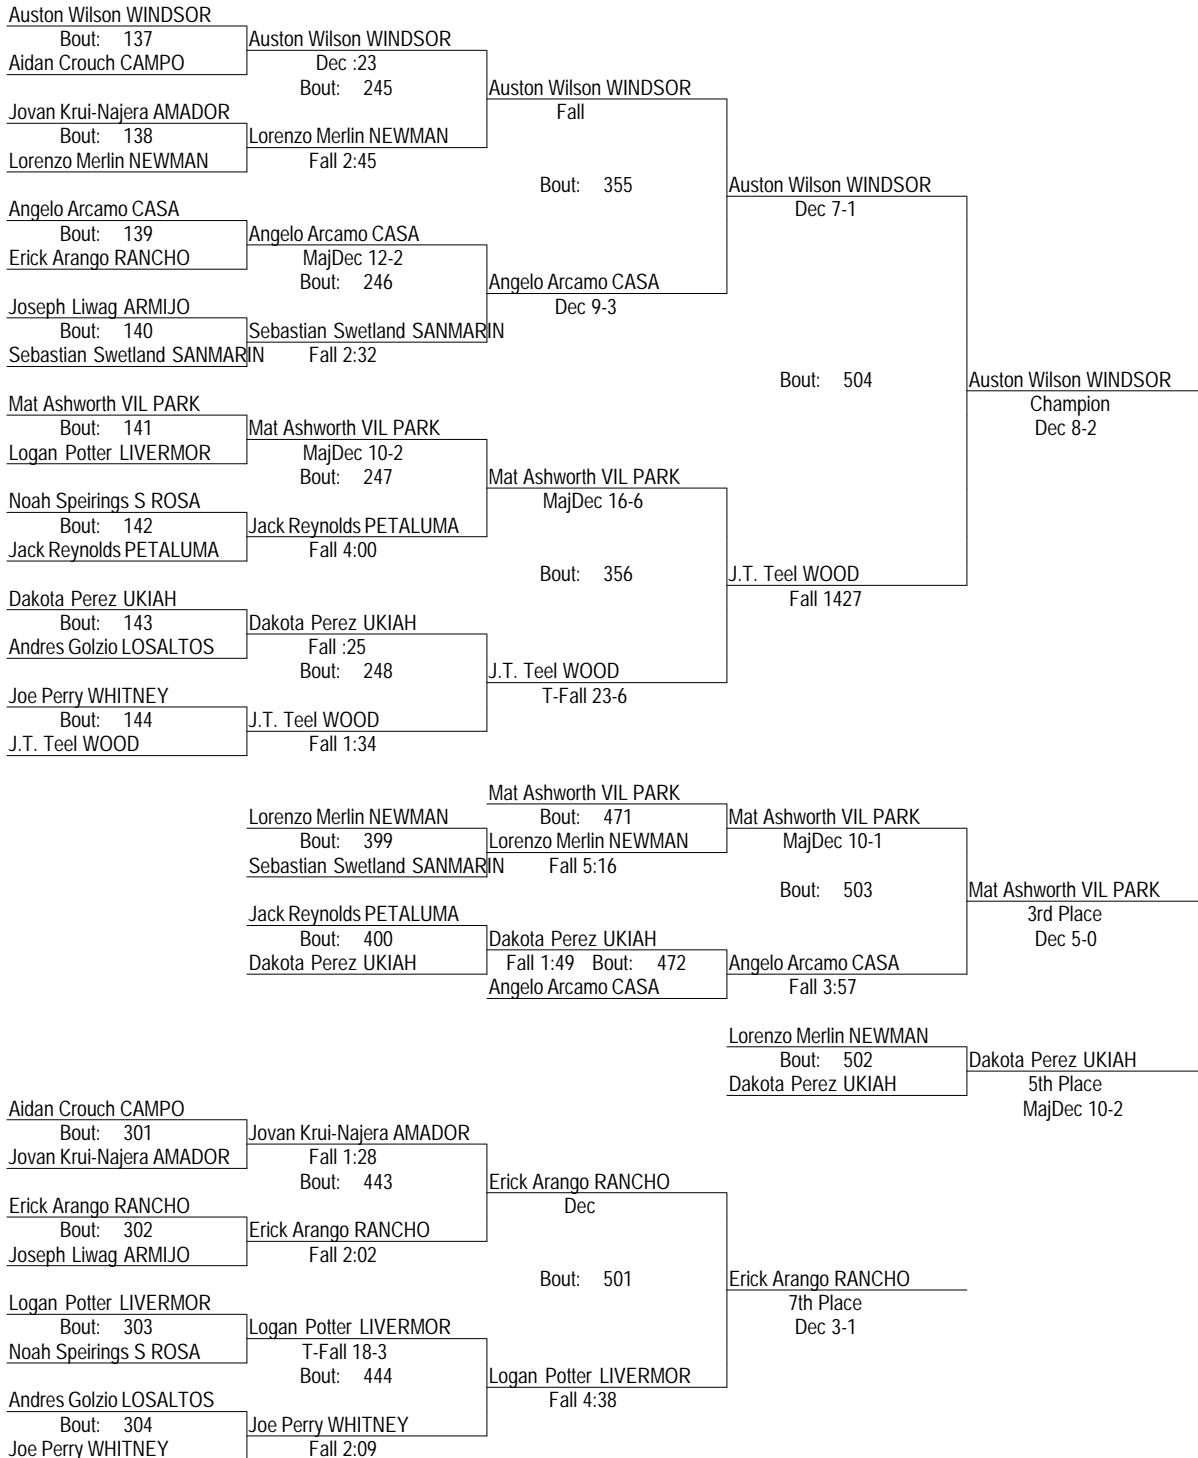 Auston Wilson WINDSOR
Bout: 137
Auston Wilson WINDSOR
Aidan Crouch CAMPO
Dec :23
Bout: 245
Auston Wilson WINDSOR
Jovan Krui-Najera AMADOR
Fall
Bout: 138
Lorenzo Merlin NEWMAN
Lorenzo Merlin NEWMAN
Fall 2:45
Bout: 355
Auston Wilson WINDSOR
Angelo Arcamo CASA
Dec 7-1
Bout: 139
Angelo Arcamo CASA
Erick Arango RANCHO
MajDec 12-2
Bout: 246
Angelo Arcamo CASA
Joseph Liwag ARMIJO
Dec 9-3
Bout: 140
Sebastian Swetland SANMARIN
Sebastian Swetland SANMARIN
Fall 2:32
Bout: 504
Auston Wilson WINDSOR
Mat Ashworth VIL PARK
Champion
Bout: 141
Mat Ashworth VIL PARK
Dec 8-2
Logan Potter LIVERMOR
MajDec 10-2
Bout: 247
Mat Ashworth VIL PARK
Noah Speirings S ROSA
MajDec 16-6
Bout: 142
Jack Reynolds PETALUMA
Jack Reynolds PETALUMA
Fall 4:00
Bout: 356
J.T. Teel WOOD
Dakota Perez UKIAH
Fall 1427
Bout: 143
Dakota Perez UKIAH
Andres Golzio LOSALTOS
Fall :25
Bout: 248
J.T. Teel WOOD
Joe Perry WHITNEY
T-Fall 23-6
Bout: 144
J.T. Teel WOOD
J.T. Teel WOOD
Fall 1:34
Mat Ashworth VIL PARK
Lorenzo Merlin NEWMAN
Bout: 471
Mat Ashworth VIL PARK
Bout: 399
Lorenzo Merlin NEWMAN
MajDec 10-1
Sebastian Swetland SANMARIN
Fall 5:16
Bout: 503
Mat Ashworth VIL PARK
Jack Reynolds PETALUMA
3rd Place
Bout: 400
Dakota Perez UKIAH
Dec 5-0
Dakota Perez UKIAH
Fall 1:49 Bout: 472
Angelo Arcamo CASA
Angelo Arcamo CASA
Fall 3:57
Lorenzo Merlin NEWMAN
Bout: 502
Dakota Perez UKIAH
Dakota Perez UKIAH
5th Place
Aidan Crouch CAMPO
MajDec 10-2
Bout: 301
Jovan Krui-Najera AMADOR
Jovan Krui-Najera AMADOR
Fall 1:28
Bout: 443
Erick Arango RANCHO
Erick Arango RANCHO
Dec
Bout: 302
Erick Arango RANCHO
Joseph Liwag ARMIJO
Fall 2:02
Bout: 501
Erick Arango RANCHO
Logan Potter LIVERMOR
7th Place
Bout: 303
Logan Potter LIVERMOR
Dec 3-1
Noah Speirings S ROSA
T-Fall 18-3
Bout: 444
Logan Potter LIVERMOR
Andres Golzio LOSALTOS
Fall 4:38
Bout: 304
Joe Perry WHITNEY
Joe Perry WHITNEY
Fall 2:09